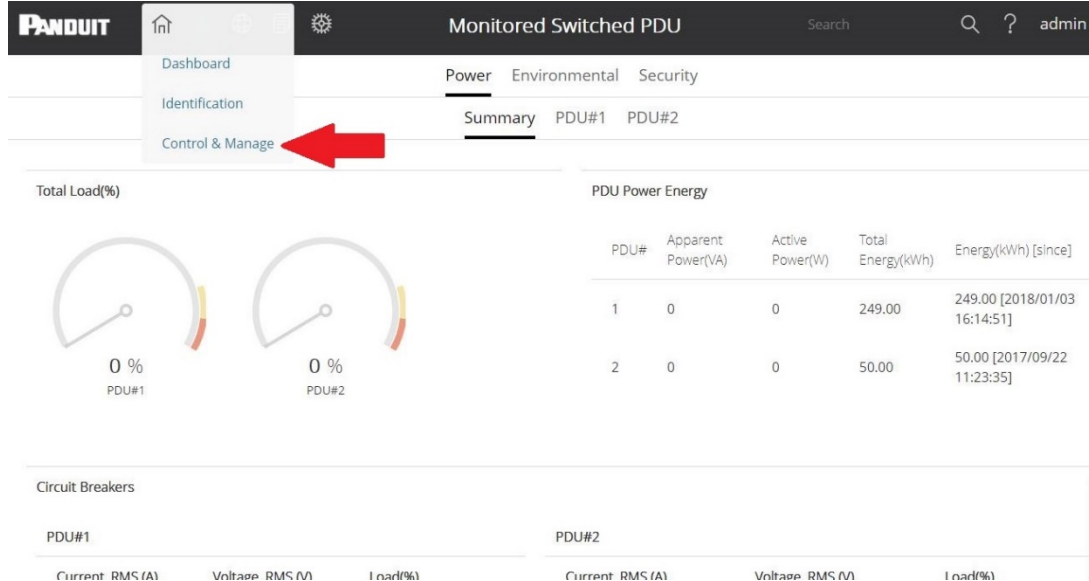 PANDUIT
Monitored Switched PDU
Search
? admin
Dashboard
Identification
Control & Manage
Power Environmental Security
Summary PDU#1 PDU#2
Total Load(%)
0 %
PDU#1
0 %
PDU#2
PDU Power Energy
PDU# Apparent Power(VA) Active Power(W) Total Energy(kWh) Energy(kWh) [since]
1 0 0 249.00 249.00 [2018/01/03
16:14:51]
2 0 0 50.00 50.00 [2017/09/22
11:23:35]
Circuit Breakers
PDU#1
Current, RMS (A) Voltage, RMS (V) Load(%)
PDU#2
Current, RMS (A) Voltage, RMS (V) Load(%)